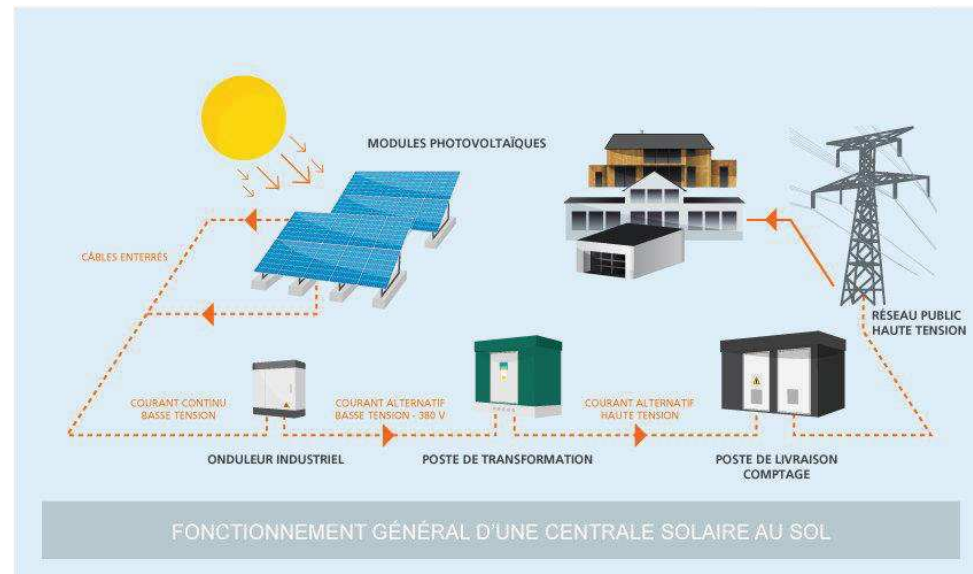 MODULES PHOTOVOLTAÏQUES
CÂBLES ENTERRÉS
RÉSEAU PUBLIC
HAUTE TENSION
COURANT CONTINU
BASSE TENSION
COURANT ALTERNATIF
BASSE TENSION - 380 V
COURANT ALTERNATIF
HAUTE TENSION
ONDULEUR INDUSTRIEL
POSTE DE TRANSFORMATION
POSTE DE LIVRAISON
COMPTAGE
FONCTIONNEMENT GÉNÉRAL D'UNE CENTRALE SOLAIRE AU SOL